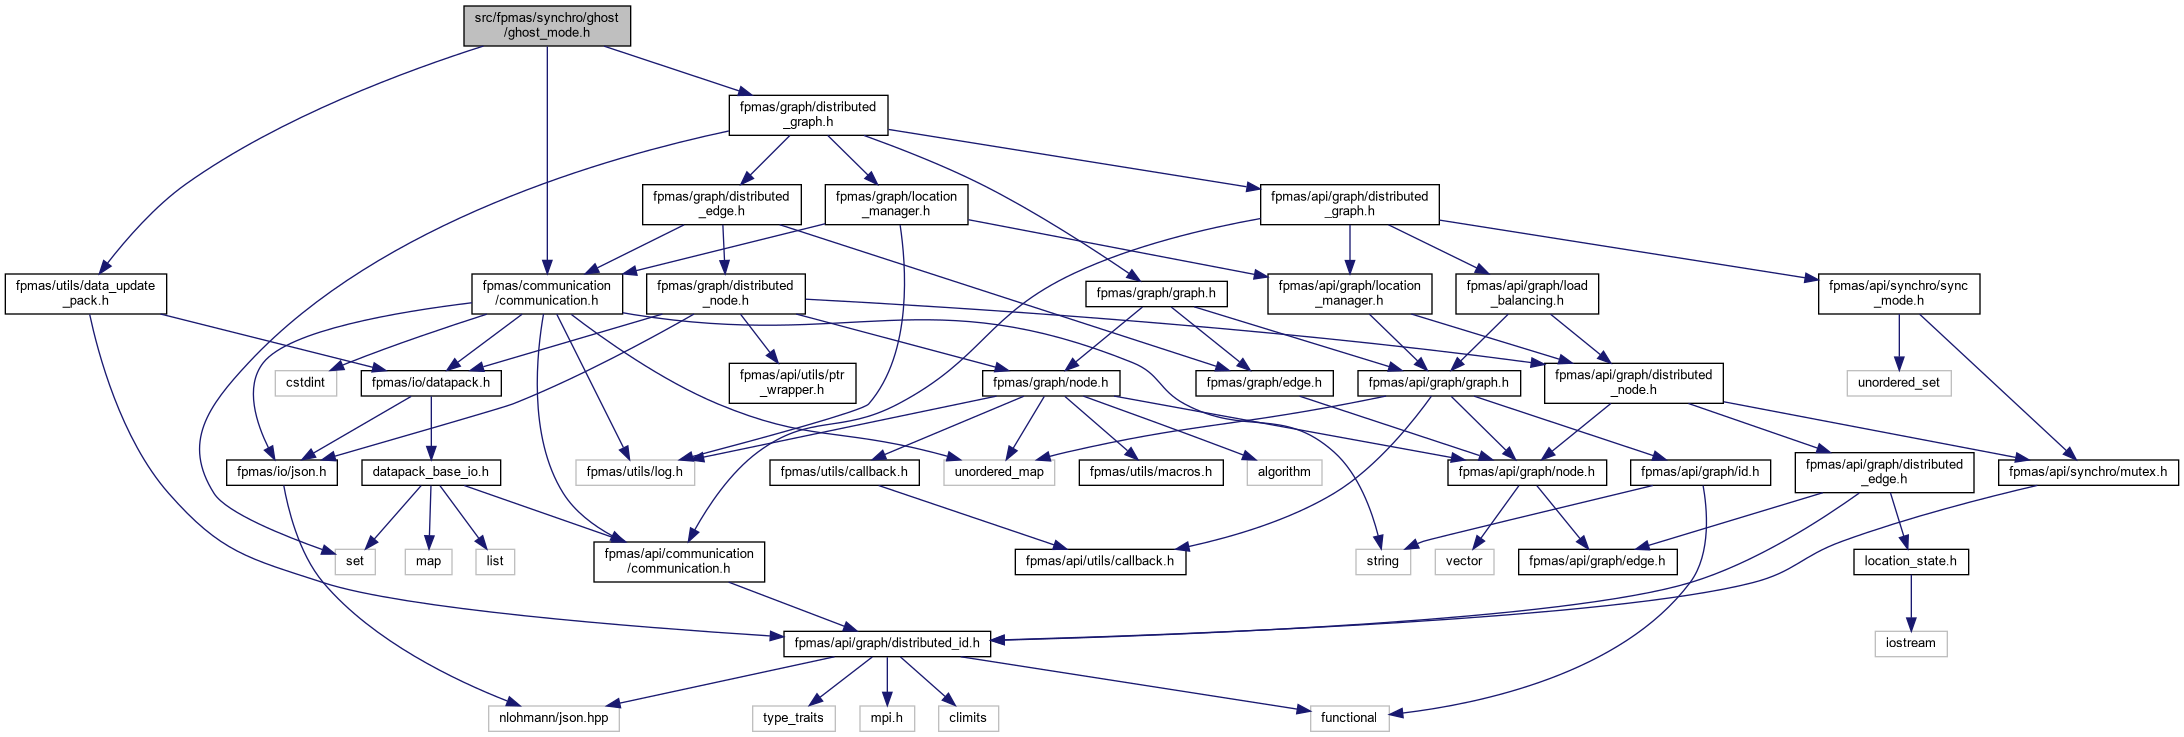 src/fpmas/synchro/ghost
/ghost_mode.h
fpmas/graph/distributed
_graph.h
fpmas/graph/distributed
_edge.h
fpmas/graph/location
_manager.h
fpmas/api/graph/distributed
_graph.h
fpmas/utils/data_update
_pack.h
fpmas/communication
/communication.h
fpmas/graph/distributed
_node.h
fpmas/graph/graph.h
fpmas/api/graph/location
_manager.h
fpmas/api/graph/load
_balancing.h
fpmas/api/synchro/sync
_mode.h
cstdint
fpmas/io/datapack.h
fpmas/api/utils/ptr
_wrapper.h
fpmas/graph/node.h
fpmas/graph/edge.h
fpmas/api/graph/graph.h
fpmas/api/graph/distributed
_node.h
unordered_set
fpmas/io/json.h
datapack_base_io.h
fpmas/utils/log.h
fpmas/utils/callback.h
unordered_map
fpmas/utils/macros.h
algorithm
fpmas/api/graph/node.h
fpmas/api/graph/id.h
fpmas/api/graph/distributed
_edge.h
fpmas/api/synchro/mutex.h
set
map
list
fpmas/api/communication
/communication.h
fpmas/api/utils/callback.h
string
vector
fpmas/api/graph/edge.h
location_state.h
fpmas/api/graph/distributed_id.h
iostream
nlohmann/json.hpp
type_traits
mpi.h
climits
functional